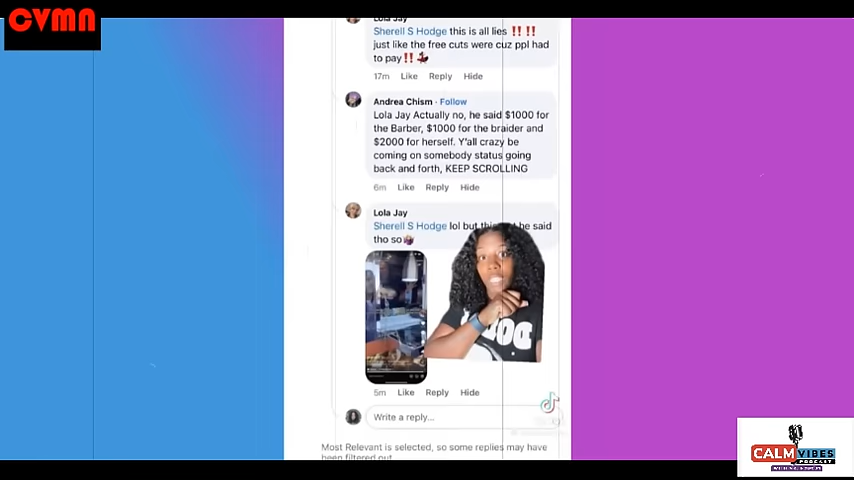 CVMN
Lola Jay
Sherell S Hodge this is all lies ‼️‼️
just like the free cuts were cuz ppl had
to pay‼️💃
17m Like Reply Hide
Andrea Chism · Follow
Lola Jay Actually no, he said $1000 for
the Barber, $1000 for the braider and
$2000 for herself. Y'all crazy be
coming on somebody status going
back and forth, KEEP SCROLLING
6m Like Reply Hide
Lola Jay
Sherell S Hodge lol but he said
tho so
5m Like Reply Hide
Write a reply...
Most Relevant is selected, so some replies may have
been filtered out.
CALM VIBES
PODCAST